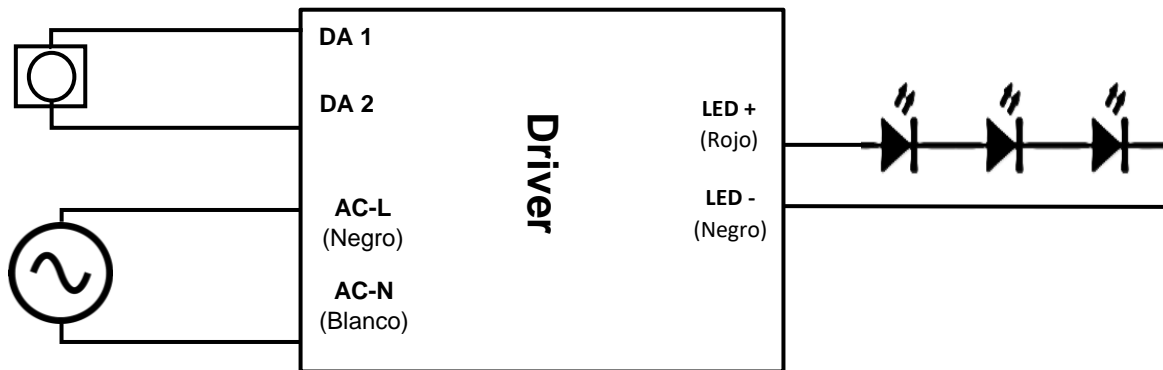 DA 1
DA 2
AC-L
(Negro)
AC-N
(Blanco)
Driver
LED +
(Rojo)
LED -
(Negro)